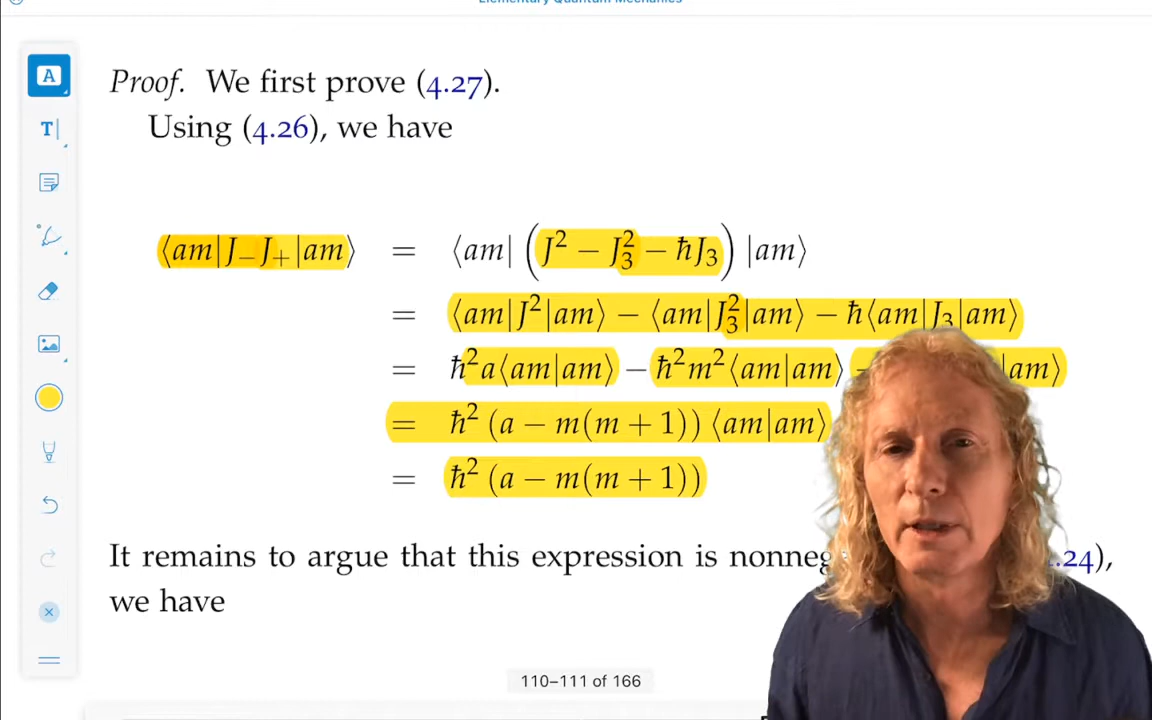 Elementary Quantum Mechanics
A
T|
Proof. We first prove (4.27).
Using (4.26), we have
⟨am|J₋J₊|am⟩ = ⟨am| (J² − J₃² − ħJ₃) |am⟩
= ⟨am|J²|am⟩ − ⟨am|J₃²|am⟩ − ħ⟨am|J₃|am⟩
= ħ²a⟨am|am⟩ − ħ²m²⟨am|am⟩ − |am⟩
= ħ² (a − m(m + 1)) ⟨am|am⟩
= ħ² (a − m(m + 1))
It remains to argue that this expression is .24),
we have
110–111 of 166